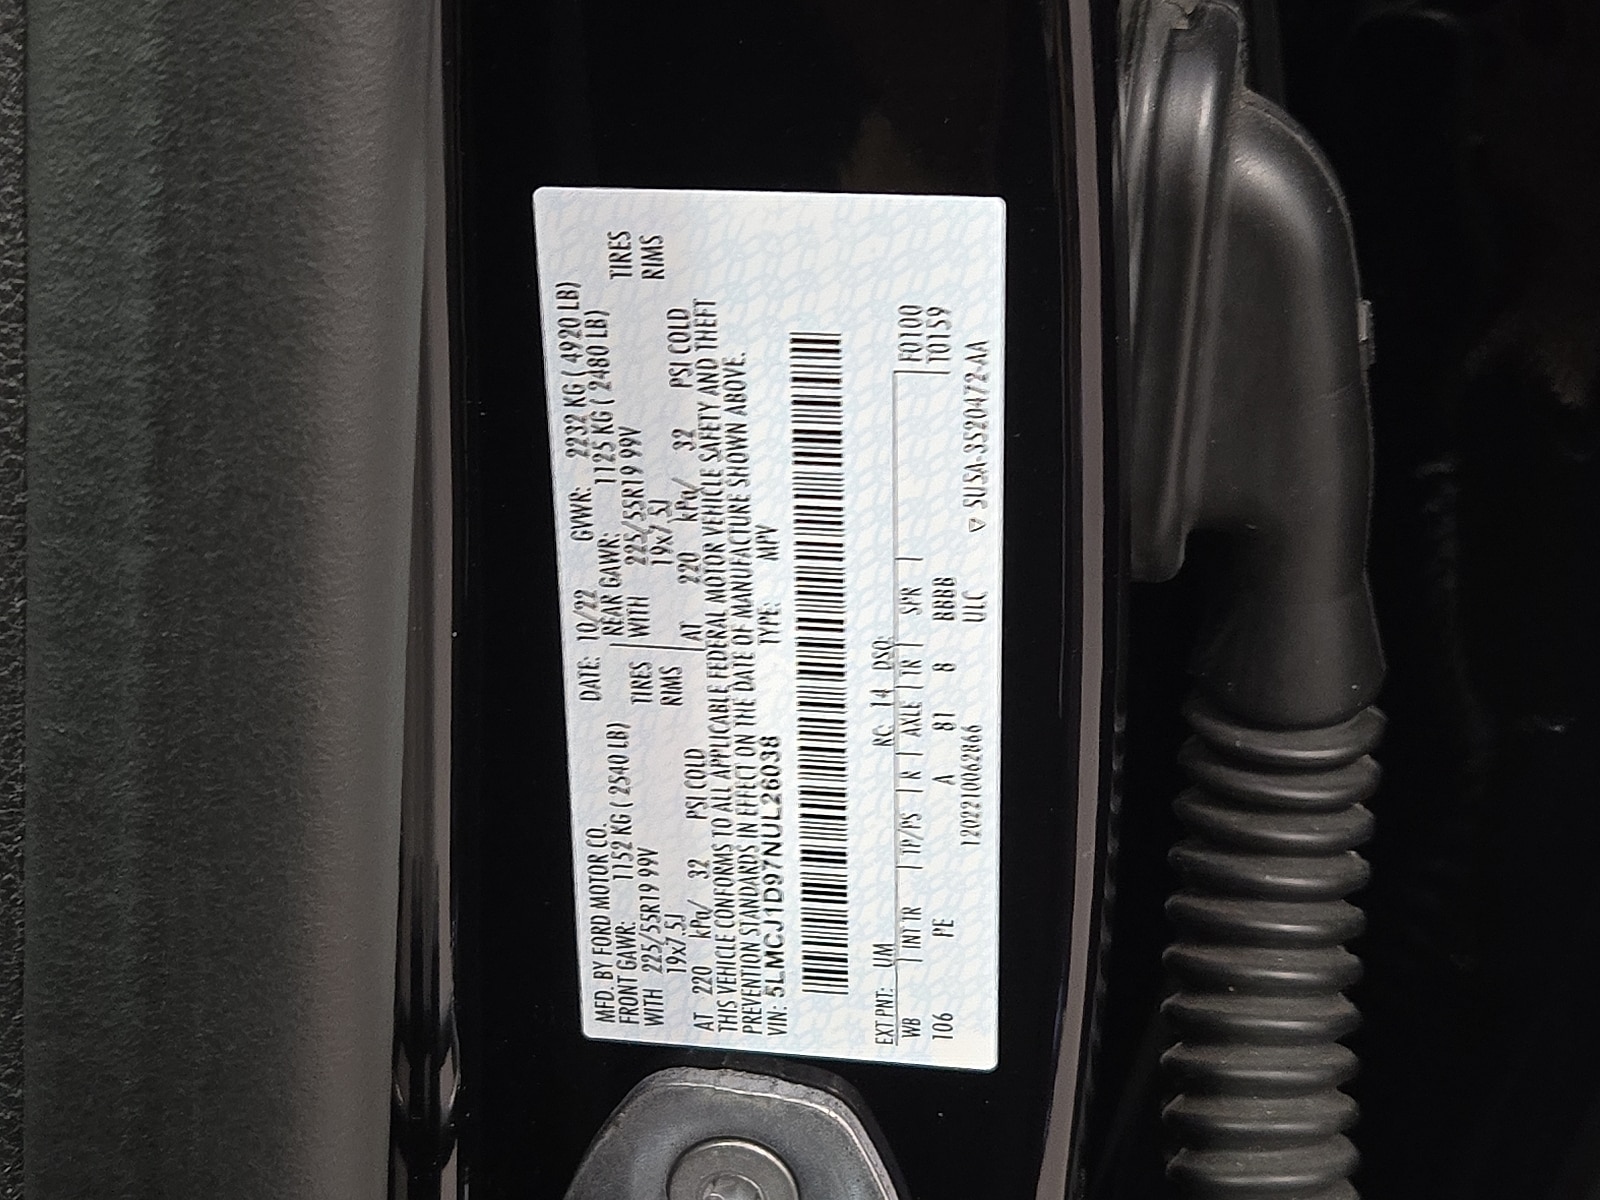 MFD. BY FORD MOTOR CO. DATE: 10/22 GVWR: 2232 KG ( 4920 LB)
FRONT GAWR: 1152 KG ( 2540 LB) REAR GAWR: 1125 KG ( 2480 LB)
WITH 225/55R19 99V TIRES WITH 225/55R19 99V TIRES
19x7.5J RIMS 19x7.5J RIMS
AT 220 kPa/ 32 PSI COLD AT 220 kPa/ 32 PSI COLD
THIS VEHICLE CONFORMS TO ALL APPLICABLE FEDERAL MOTOR VEHICLE SAFETY AND THEFT
PREVENTION STANDARDS IN EFFECT ON THE DATE OF MANUFACTURE SHOWN ABOVE.
VIN: 5LMCJ1D97NUL26038 TYPE: MPV
EXT PNT: UM RC: 14 DSO: F0100
WB INT TR TP/PS R AXLE TR SPR T0159
106 PE A 81 8 BBBB
1202210062866 ULC ▽ 5U5A-3520472-AA